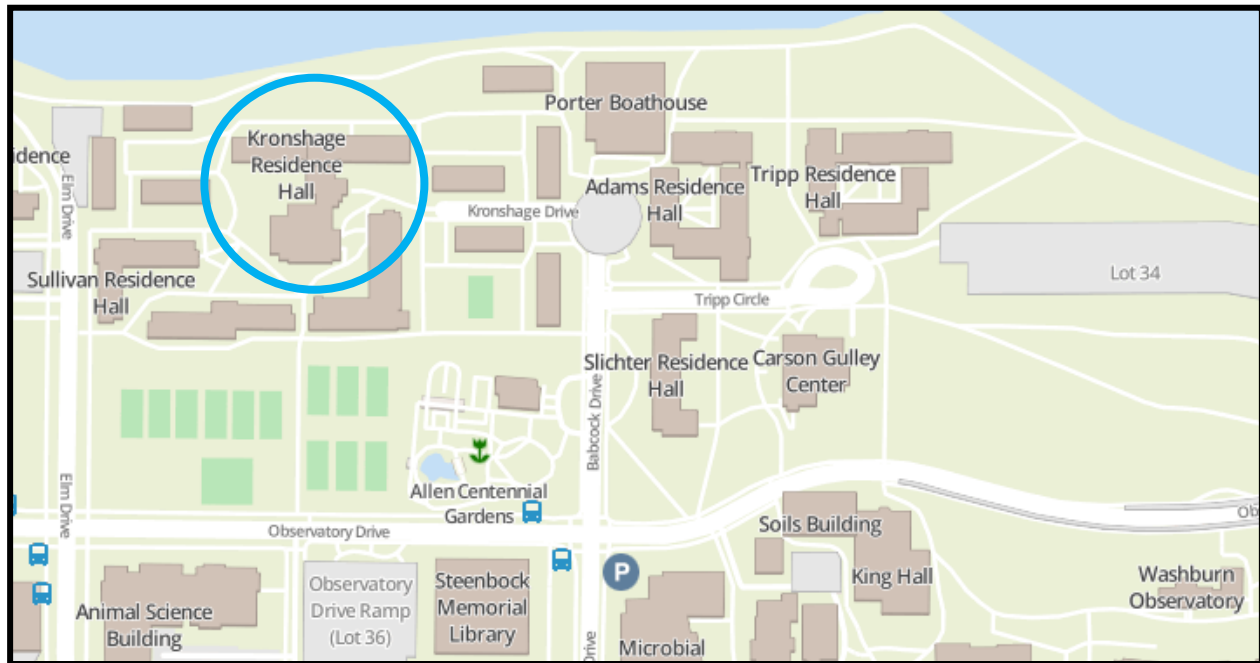 Porter Boathouse
Kronshage
Residence
Hall
idence
Elm Drive
Adams Residence
Hall
Tripp Residence
Hall
Kronshage Drive
Sullivan Residence
Hall
Lot 34
Tripp Circle
Slichter Residence
Hall
Carson Gulley
Center
Babcock Drive
Elm Drive
Allen Centennial
Gardens
Observatory Drive
Soils Building
Ob
P
King Hall
Observatory
Drive Ramp
(Lot 36)
Steenbock
Memorial
Library
Washburn
Observatory
Animal Science
Building
Microbial
Drive